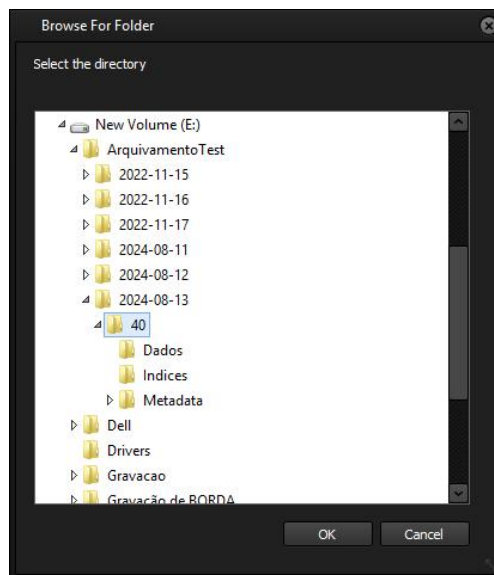 Browse For Folder
Select the directory
New Volume (E:)
ArquivamentoTest
2022-11-15
2022-11-16
2022-11-17
2024-08-11
2024-08-12
2024-08-13
40
Dados
Indices
Metadata
Dell
Drivers
Gravacao
Gravação de BORDA
OK Cancel